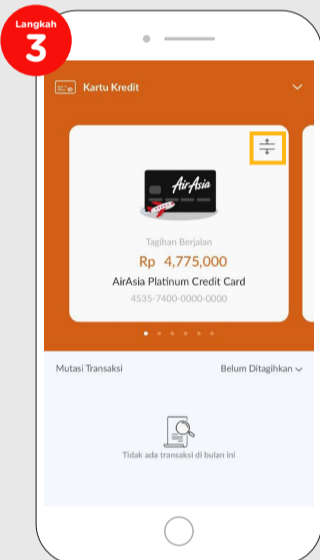 Langkah
3
Kartu Kredit
AirAsia
Tagihan Berjalan
Rp 4,775,000
AirAsia Platinum Credit Card
4535-7400-0000-0000
Mutasi Transaksi
Belum Ditagihkan
Tidak ada transaksi di bulan ini